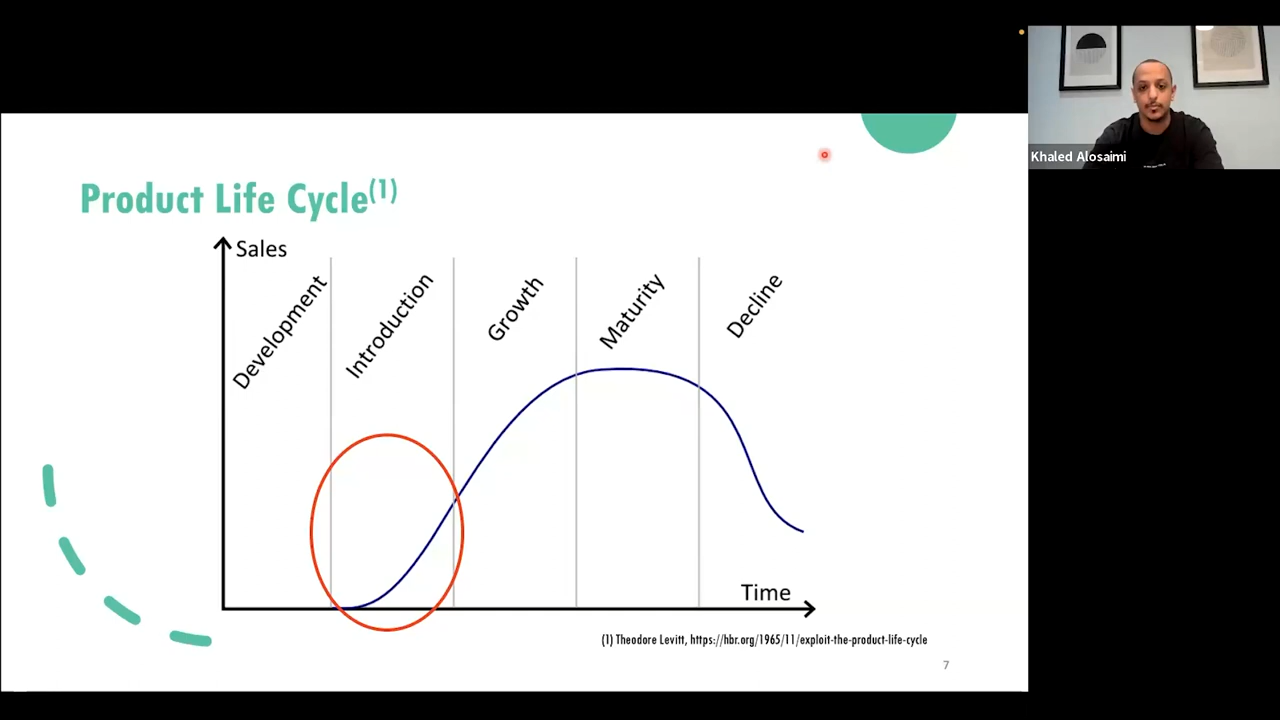 Khaled Alosaimi
Product Life Cycle(1)
Sales
Development
Introduction
Growth
Maturity
Decline
Time
(1) Theodore Levitt, https://hbr.org/1965/11/exploit-the-product-life-cycle
7